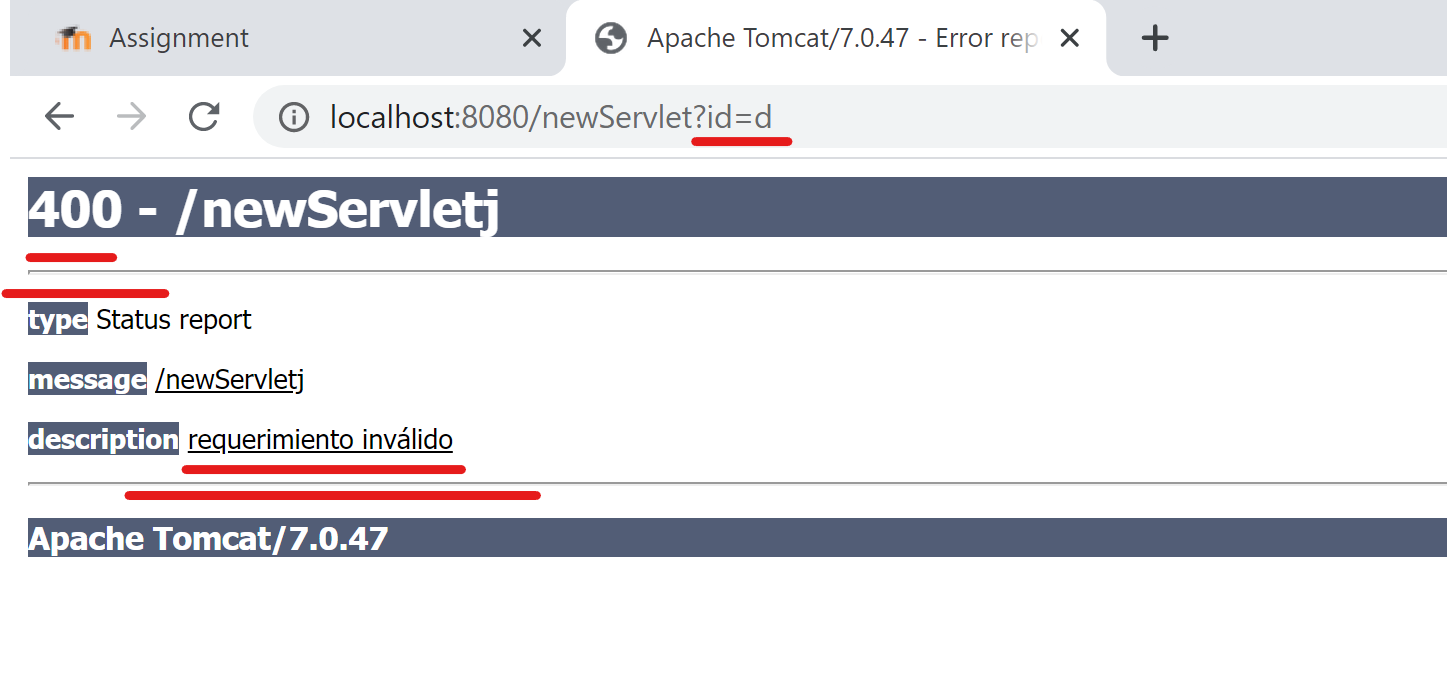 Assignment
Apache Tomcat/7.0.47 - Error rep
localhost:8080/newServlet?id=d
400 - /newServletj
type Status report
message /newServletj
description requerimiento inválido
Apache Tomcat/7.0.47